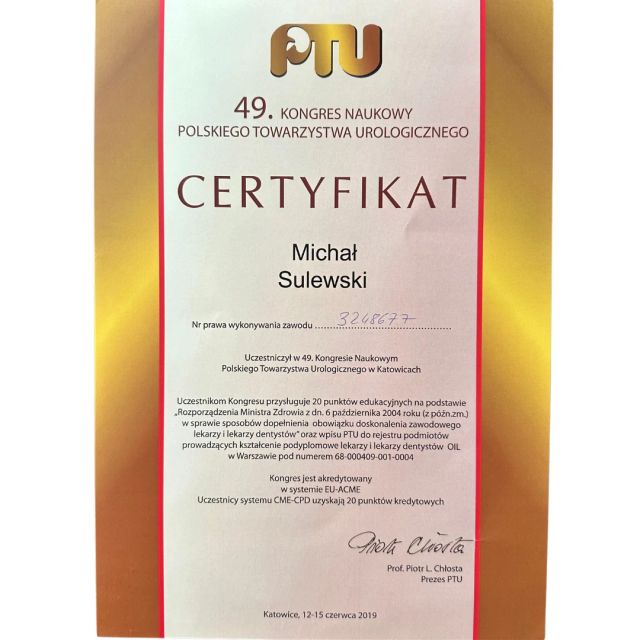 PTU
49. KONGRES NAUKOWY
POLSKIEGO TOWARZYSTWA UROLOGICZNEGO
CERTYFIKAT
Michał
Sulewski
Nr prawa wykonywania zawodu ........3248677........
Uczestniczył w 49. Kongresie Naukowym
Polskiego Towarzystwa Urologicznego w Katowicach
Uczestnikom Kongresu przysługuje 20 punktów edukacyjnych na podstawie
„Rozporządzenia Ministra Zdrowia z dn. 6 października 2004 roku (z późn.zm.)
w sprawie sposobów dopełnienia obowiązku doskonalenia zawodowego
lekarzy i lekarzy dentystów" oraz wpisu PTU do rejestru podmiotów
prowadzących kształcenie podyplomowe lekarzy i lekarzy dentystów OIL
w Warszawie pod numerem 68-000409-001-0004
Kongres jest akredytowany
w systemie EU-ACME
Uczestnicy systemu CME-CPD uzyskają 20 punktów kredytowych
Piotr Chłosta
Prof. Piotr L. Chłosta
Prezes PTU
Katowice, 12-15 czerwca 2019